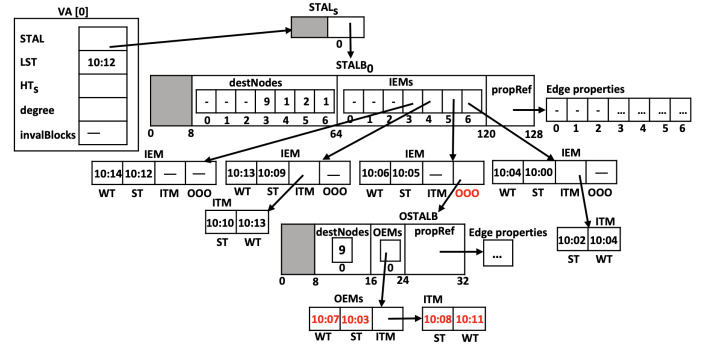 VA [0]
STAL
LST 10:12
HTS
degree
invalBlocks —
STALS
0
STALB0
destNodes IEMs propRef
- - - 9 1 2 1 - - - 
0 1 2 3 4 5 6 0 1 2 3 4 5 6
0 8 64 120 128
Edge properties
- - - ... ... ... ...
0 1 2 3 4 5 6
IEM
10:14 10:12 — —
WT ST ITM OOO
IEM
10:13 10:09 —
WT ST ITM OOO
ITM
10:10 10:13
ST WT
IEM
10:06 10:05 —
WT ST ITM OOO
IEM
10:04 10:00 —
WT ST ITM OOO
ITM
10:02 10:04
ST WT
OSTALB
destNodes OEMs propRef
9
0 0
0 8 16 24 32
Edge properties
...
OEMs
10:07 10:03
WT ST ITM
ITM
10:08 10:11
ST WT